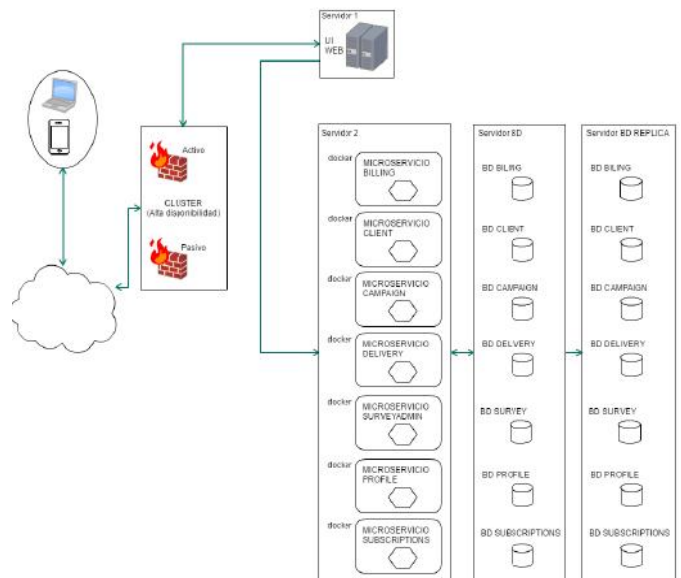 Servidor 1
UI
WEB
Activo
CLUSTER
(Alta disponibilidad)
Pasivo
Servidor 2
docker
MICROSERVICIO
BILLING
docker
MICROSERVICIO
CLIENT
docker
MICROSERVICIO
CAMPAIGN
docker
MICROSERVICIO
DELIVERY
docker
MICROSERVICIO
SURVEYADMIN
docker
MICROSERVICIO
PROFILE
docker
MICROSERVICIO
SUBSCRIPTIONS
Servidor BD
BD BILING
BD CLIENT
BD CAMPAIGN
BD DELVERY
BD SURVEY
BD PROFILE
BD SUBSCRIPTIONS
Servidor BD REPLICA
BD BILING
BD CLIENT
BD CAMPAIGN
BD DELIVERY
BD SURVEY
BD PROFILE
BD SUBSCRIPTIONS